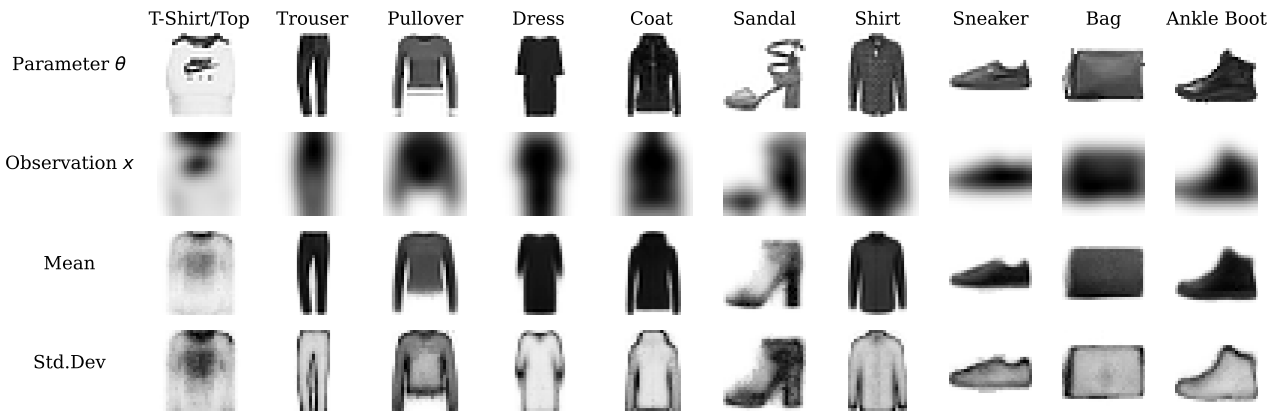 T-Shirt/Top Trouser Pullover Dress Coat Sandal Shirt Sneaker Bag Ankle Boot
Parameter θ
Observation x
Mean
Std.Dev